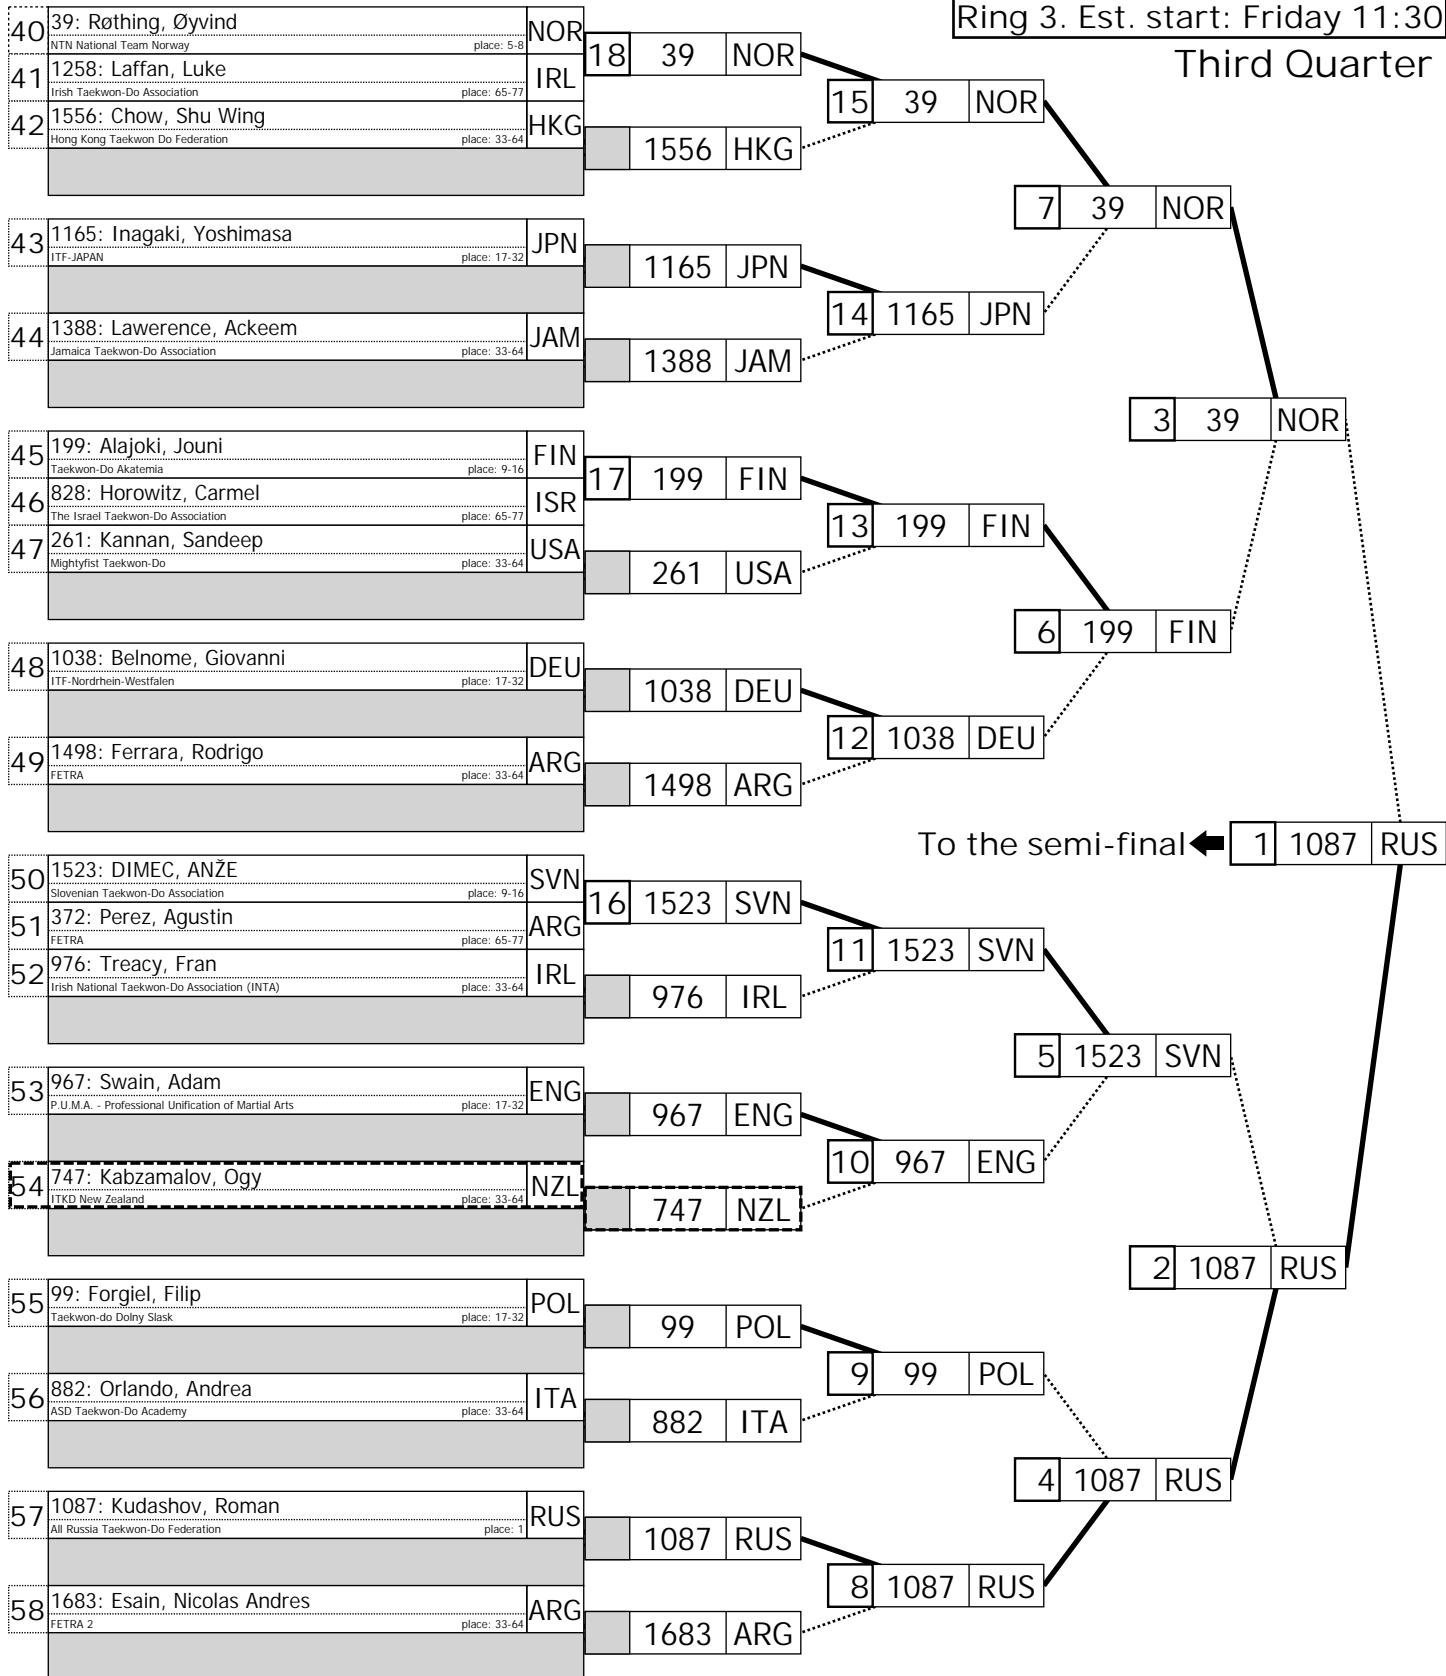 Ring 3. Est. start: Friday 11:30
Third Quarter
40 39: Røthing, Øyvind NOR
NTN National Team Norway place: 5-8
41 1258: Laffan, Luke IRL
Irish Taekwon-Do Association place: 65-77
42 1556: Chow, Shu Wing HKG
Hong Kong Taekwon Do Federation place: 33-64
43 1165: Inagaki, Yoshimasa JPN
ITF-JAPAN place: 17-32
44 1388: Lawerence, Ackeem JAM
Jamaica Taekwon-Do Association place: 33-64
45 199: Alajoki, Jouni FIN
Taekwon-Do Akatemia place: 9-16
46 828: Horowitz, Carmel ISR
The Israel Taekwon-Do Association place: 65-77
47 261: Kannan, Sandeep USA
Mightyfist Taekwon-Do place: 33-64
48 1038: Belnome, Giovanni DEU
ITF-Nordrhein-Westfalen place: 17-32
49 1498: Ferrara, Rodrigo ARG
FETRA place: 33-64
50 1523: DIMEC, ANŽE SVN
Slovenian Taekwon-Do Association place: 9-16
51 372: Perez, Agustin ARG
FETRA place: 65-77
52 976: Treacy, Fran IRL
Irish National Taekwon-Do Association (INTA) place: 33-64
53 967: Swain, Adam ENG
P.U.M.A. - Professional Unification of Martial Arts place: 17-32
54 747: Kabzamalov, Ogy NZL
ITKD New Zealand place: 33-64
55 99: Forgiel, Filip POL
Taekwon-do Dolny Slask place: 17-32
56 882: Orlando, Andrea ITA
ASD Taekwon-Do Academy place: 33-64
57 1087: Kudashov, Roman RUS
All Russia Taekwon-Do Federation place: 1
58 1683: Esain, Nicolas Andres ARG
FETRA 2 place: 33-64
18 39 NOR
1556 HKG
1165 JPN
1388 JAM
17 199 FIN
261 USA
1038 DEU
1498 ARG
16 1523 SVN
976 IRL
967 ENG
747 NZL
99 POL
882 ITA
1087 RUS
1683 ARG
15 39 NOR
14 1165 JPN
13 199 FIN
12 1038 DEU
11 1523 SVN
10 967 ENG
9 99 POL
8 1087 RUS
7 39 NOR
6 199 FIN
5 1523 SVN
4 1087 RUS
3 39 NOR
2 1087 RUS
To the semi-final 1 1087 RUS